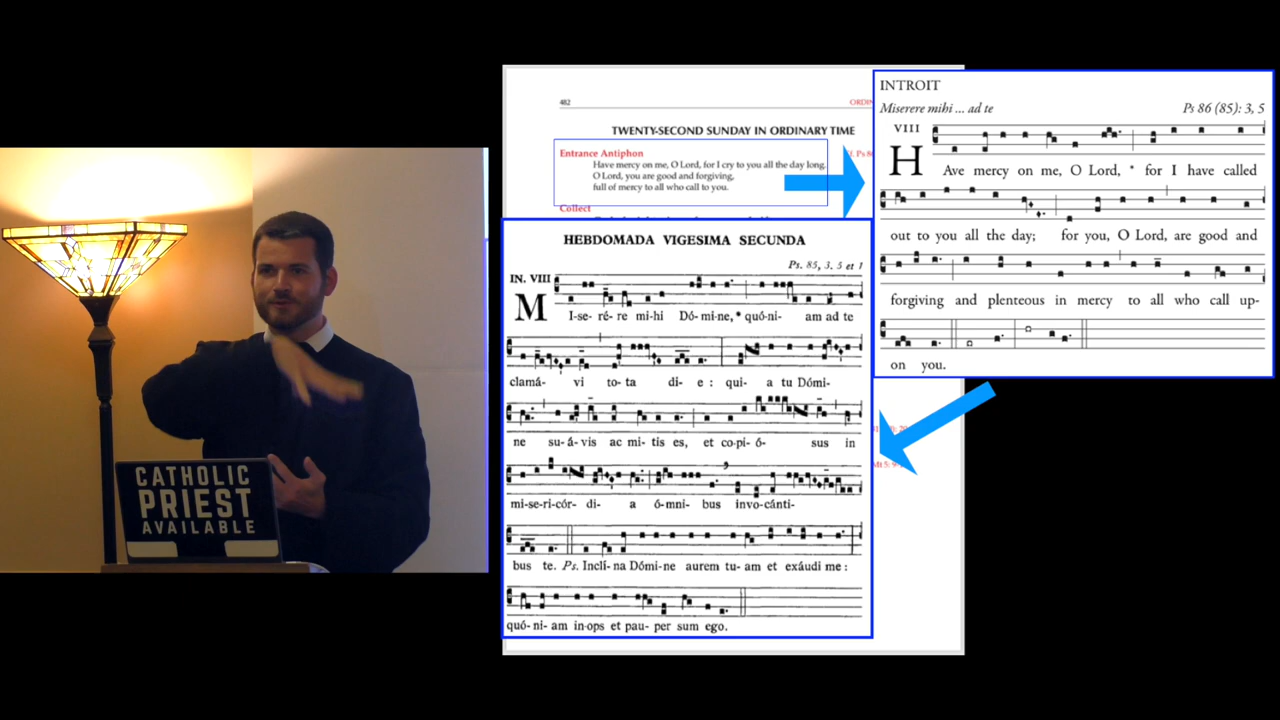 CATHOLIC
PRIEST
AVAILABLE
482
TWENTY-SECOND SUNDAY IN ORDINARY TIME
Entrance Antiphon
Have mercy on me, O Lord, for I cry to you all the day long.
O Lord, you are good and forgiving,
full of mercy to all who call to you.
Collect
HEBDOMADA VIGESIMA SECUNDA
Ps. 85, 3, 5 et 1
IN. VIII
MI-se- ré- re mi-hi Dó-mi-ne, * quó-ni- am ad te
clamá- vi to-ta di- e : qui- a tu Dómi-
ne su-á-vis ac mi-tis es, et co-pi-ó- sus in
mi-se-ri-cór- di- a ó-mni- bus invo-cánti-
bus te. Ps. Inclí-na Dómi-ne aurem tu-am et exáudi me :
quó-ni-am in-ops et pau-per sum ego.
INTROIT
Miserere mihi ... ad te Ps 86 (85): 3, 5
VIII
HAve mercy on me, O Lord, * for I have called
out to you all the day; for you, O Lord, are good and
forgiving and plenteous in mercy to all who call up-
on you.